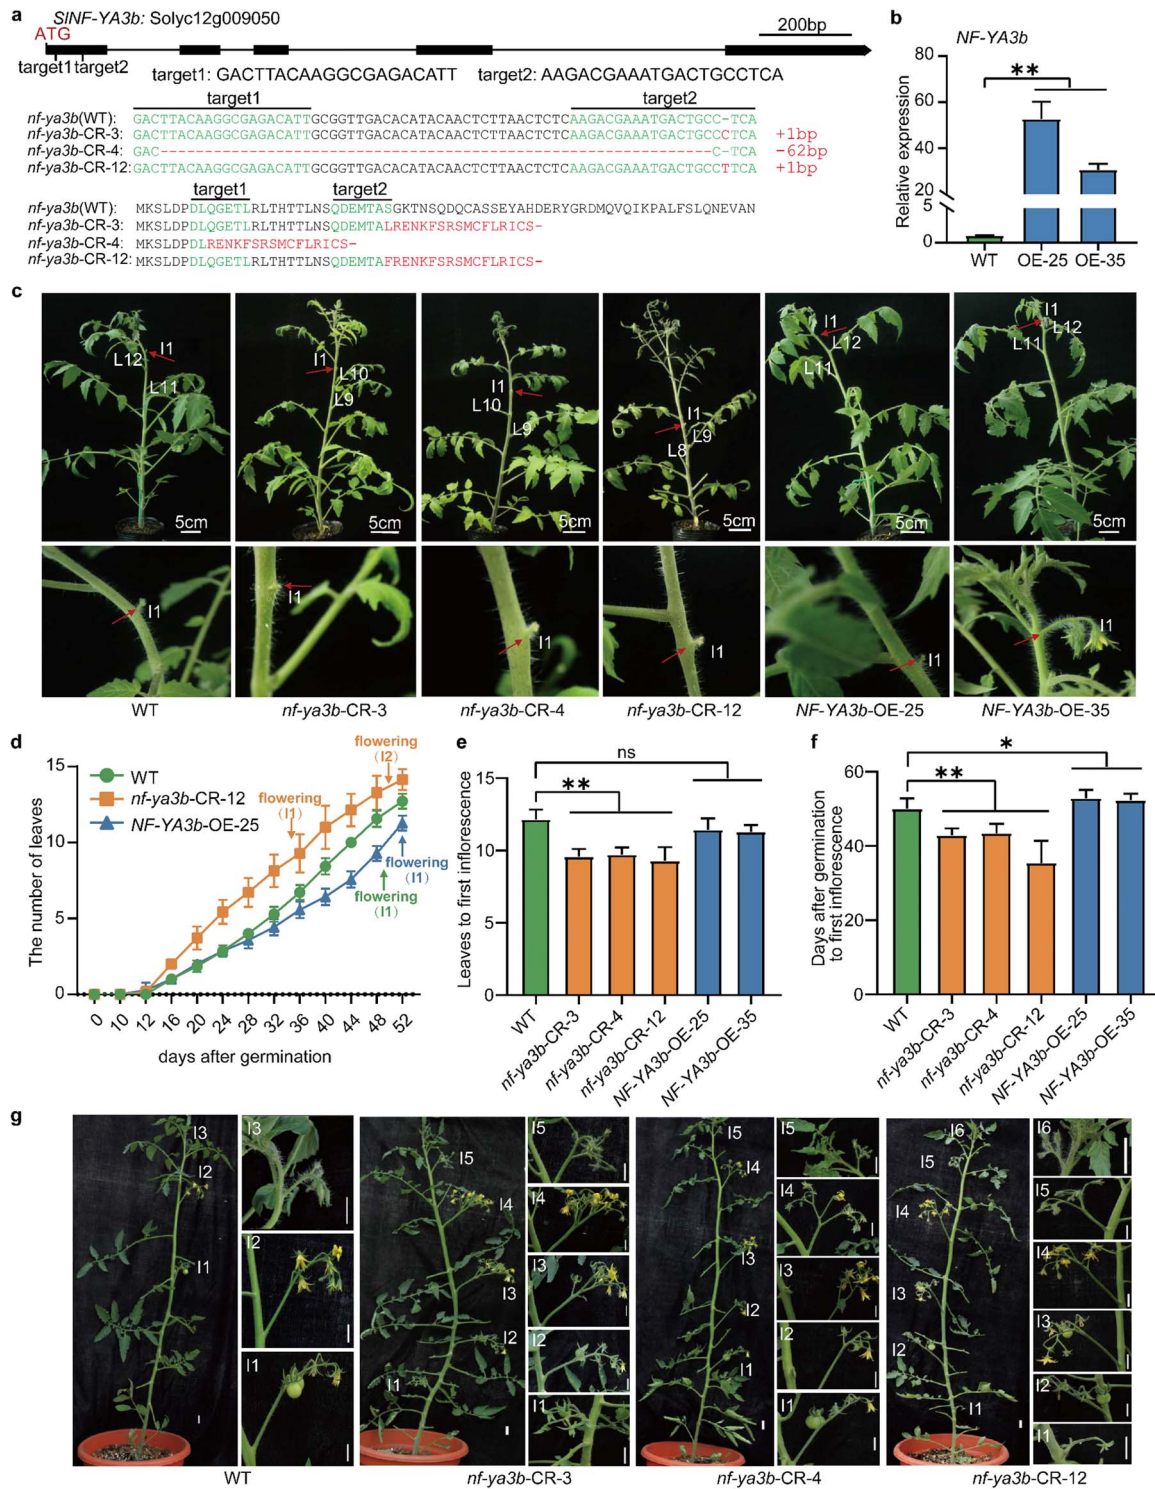 a
SlNF-YA3b: Solyc12g009050
ATG
200bp
target1 target2
target1: GACTTACAAGGCGAGACATT target2: AAGACGAAATGACTGCCTCA
target1 target2
nf-ya3b(WT): GACTTACAAGGCGAGACATTGCGGTTGACACATACAACTCTTAACTCTCAAGACGAAATGACTGCC-TCA
nf-ya3b-CR-3: GACTTACAAGGCGAGACATTGCGGTTGACACATACAACTCTTAACTCTCAAGACGAAATGACTGCCCTCA +1bp
nf-ya3b-CR-4: GAC--------------------------------------------------------------C-TCA -62bp
nf-ya3b-CR-12: GACTTACAAGGCGAGACATTGCGGTTGACACATACAACTCTTAACTCTCAAGACGAAATGACTGCCTTCA +1bp
target1 target2
nf-ya3b(WT): MKSLDPDLQGETLRLTHTTLNSQDEMTASGKTNSQDQCASSEYAHDERYGRDMQVQIKPALFSLQNEVAN
nf-ya3b-CR-3: MKSLDPDLQGETLRLTHTTLNSQDEMTALRENKFSRSMCFLRICS-
nf-ya3b-CR-4: MKSLDPDLRENKFSRSMCFLRICS-
nf-ya3b-CR-12: MKSLDPDLQGETLRLTHTTLNSQDEMTAFRENKFSRSMCFLRICS-
b
NF-YA3b
Relative expression
80
60
40
20
5
0
**
WT OE-25 OE-35
c
I1 L12 L11 5cm
I1 L10 L9 5cm
I1 L10 L9 5cm
I1 L9 L8 5cm
I1 L12 L11 5cm
I1 L12 L11 5cm
I1 I1 I1 I1 I1 I1
WT nf-ya3b-CR-3 nf-ya3b-CR-4 nf-ya3b-CR-12 NF-YA3b-OE-25 NF-YA3b-OE-35
d
The number of leaves
15
10
5
0
WT
nf-ya3b-CR-12
NF-YA3b-OE-25
flowering
(I2)
flowering
(I1)
flowering
(I1)
flowering
(I1)
0 10 12 16 20 24 28 32 36 40 44 48 52
days after germination
e
Leaves to first inflorescence
15
10
5
0
ns
**
WT nf-ya3b-CR-3 nf-ya3b-CR-4 nf-ya3b-CR-12 NF-YA3b-OE-25 NF-YA3b-OE-35
f
Days after germination
to first inflorescence
60
40
20
0
*
**
WT nf-ya3b-CR-3 nf-ya3b-CR-4 nf-ya3b-CR-12 NF-YA3b-OE-25 NF-YA3b-OE-35
g
I3 I2 I1
I3 I2 I1
I5 I4 I3 I2 I1
I5 I4 I3 I2 I1
I5 I4 I3 I2 I1
I5 I4 I3 I2 I1
I6 I5 I4 I3 I2 I1
I6 I5 I4 I3 I2 I1
WT nf-ya3b-CR-3 nf-ya3b-CR-4 nf-ya3b-CR-12